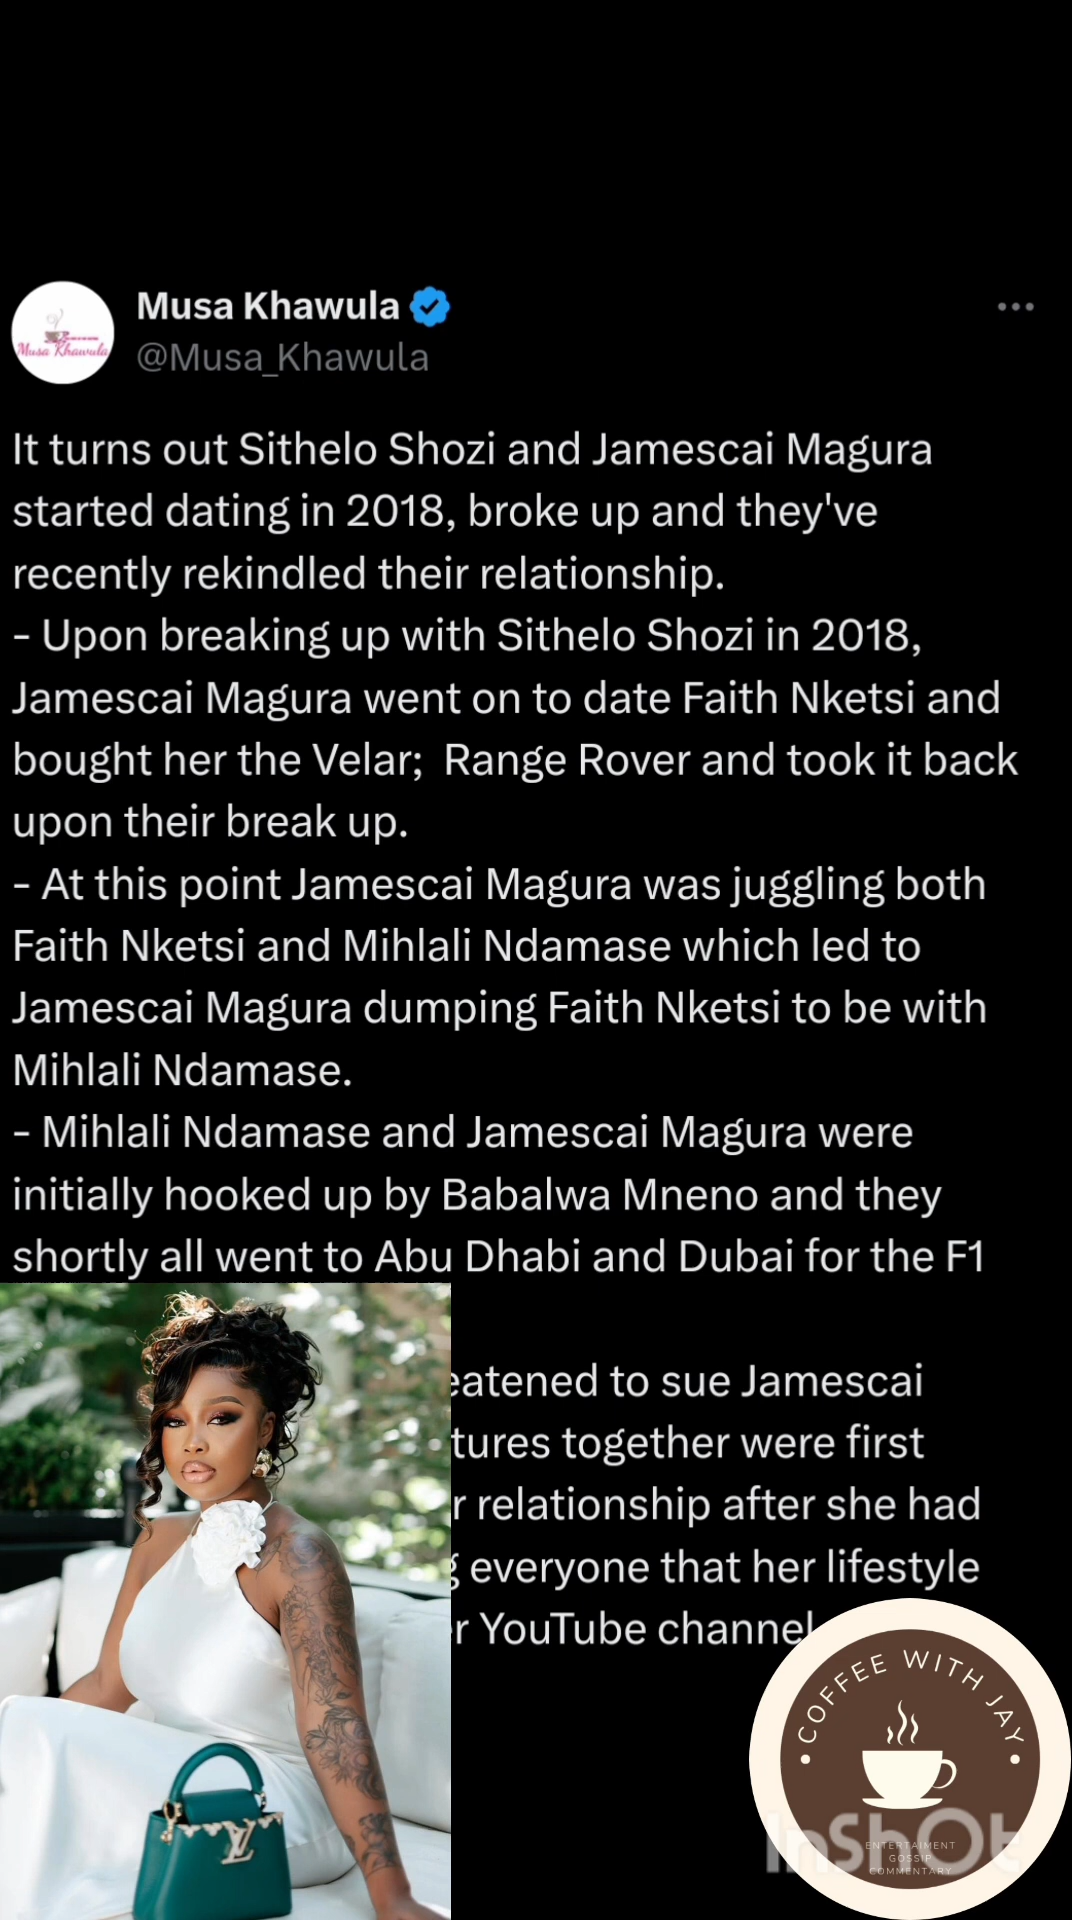 Musa Khawula
@Musa_Khawula
Musa Khawula
It turns out Sithelo Shozi and Jamescai Magura
started dating in 2018, broke up and they've
recently rekindled their relationship.
- Upon breaking up with Sithelo Shozi in 2018,
Jamescai Magura went on to date Faith Nketsi and
bought her the Velar;  Range Rover and took it back
upon their break up.
- At this point Jamescai Magura was juggling both
Faith Nketsi and Mihlali Ndamase which led to
Jamescai Magura dumping Faith Nketsi to be with
Mihlali Ndamase.
- Mihlali Ndamase and Jamescai Magura were
initially hooked up by Babalwa Mneno and they
shortly all went to Abu Dhabi and Dubai for the F1
eatened to sue Jamescai
tures together were first
r relationship after she had
g everyone that her lifestyle
r YouTube channel
LV
• COFFEE WITH JAY •
InShOt
ENTERTAIMENT
GOSSIP
COMMENTARY